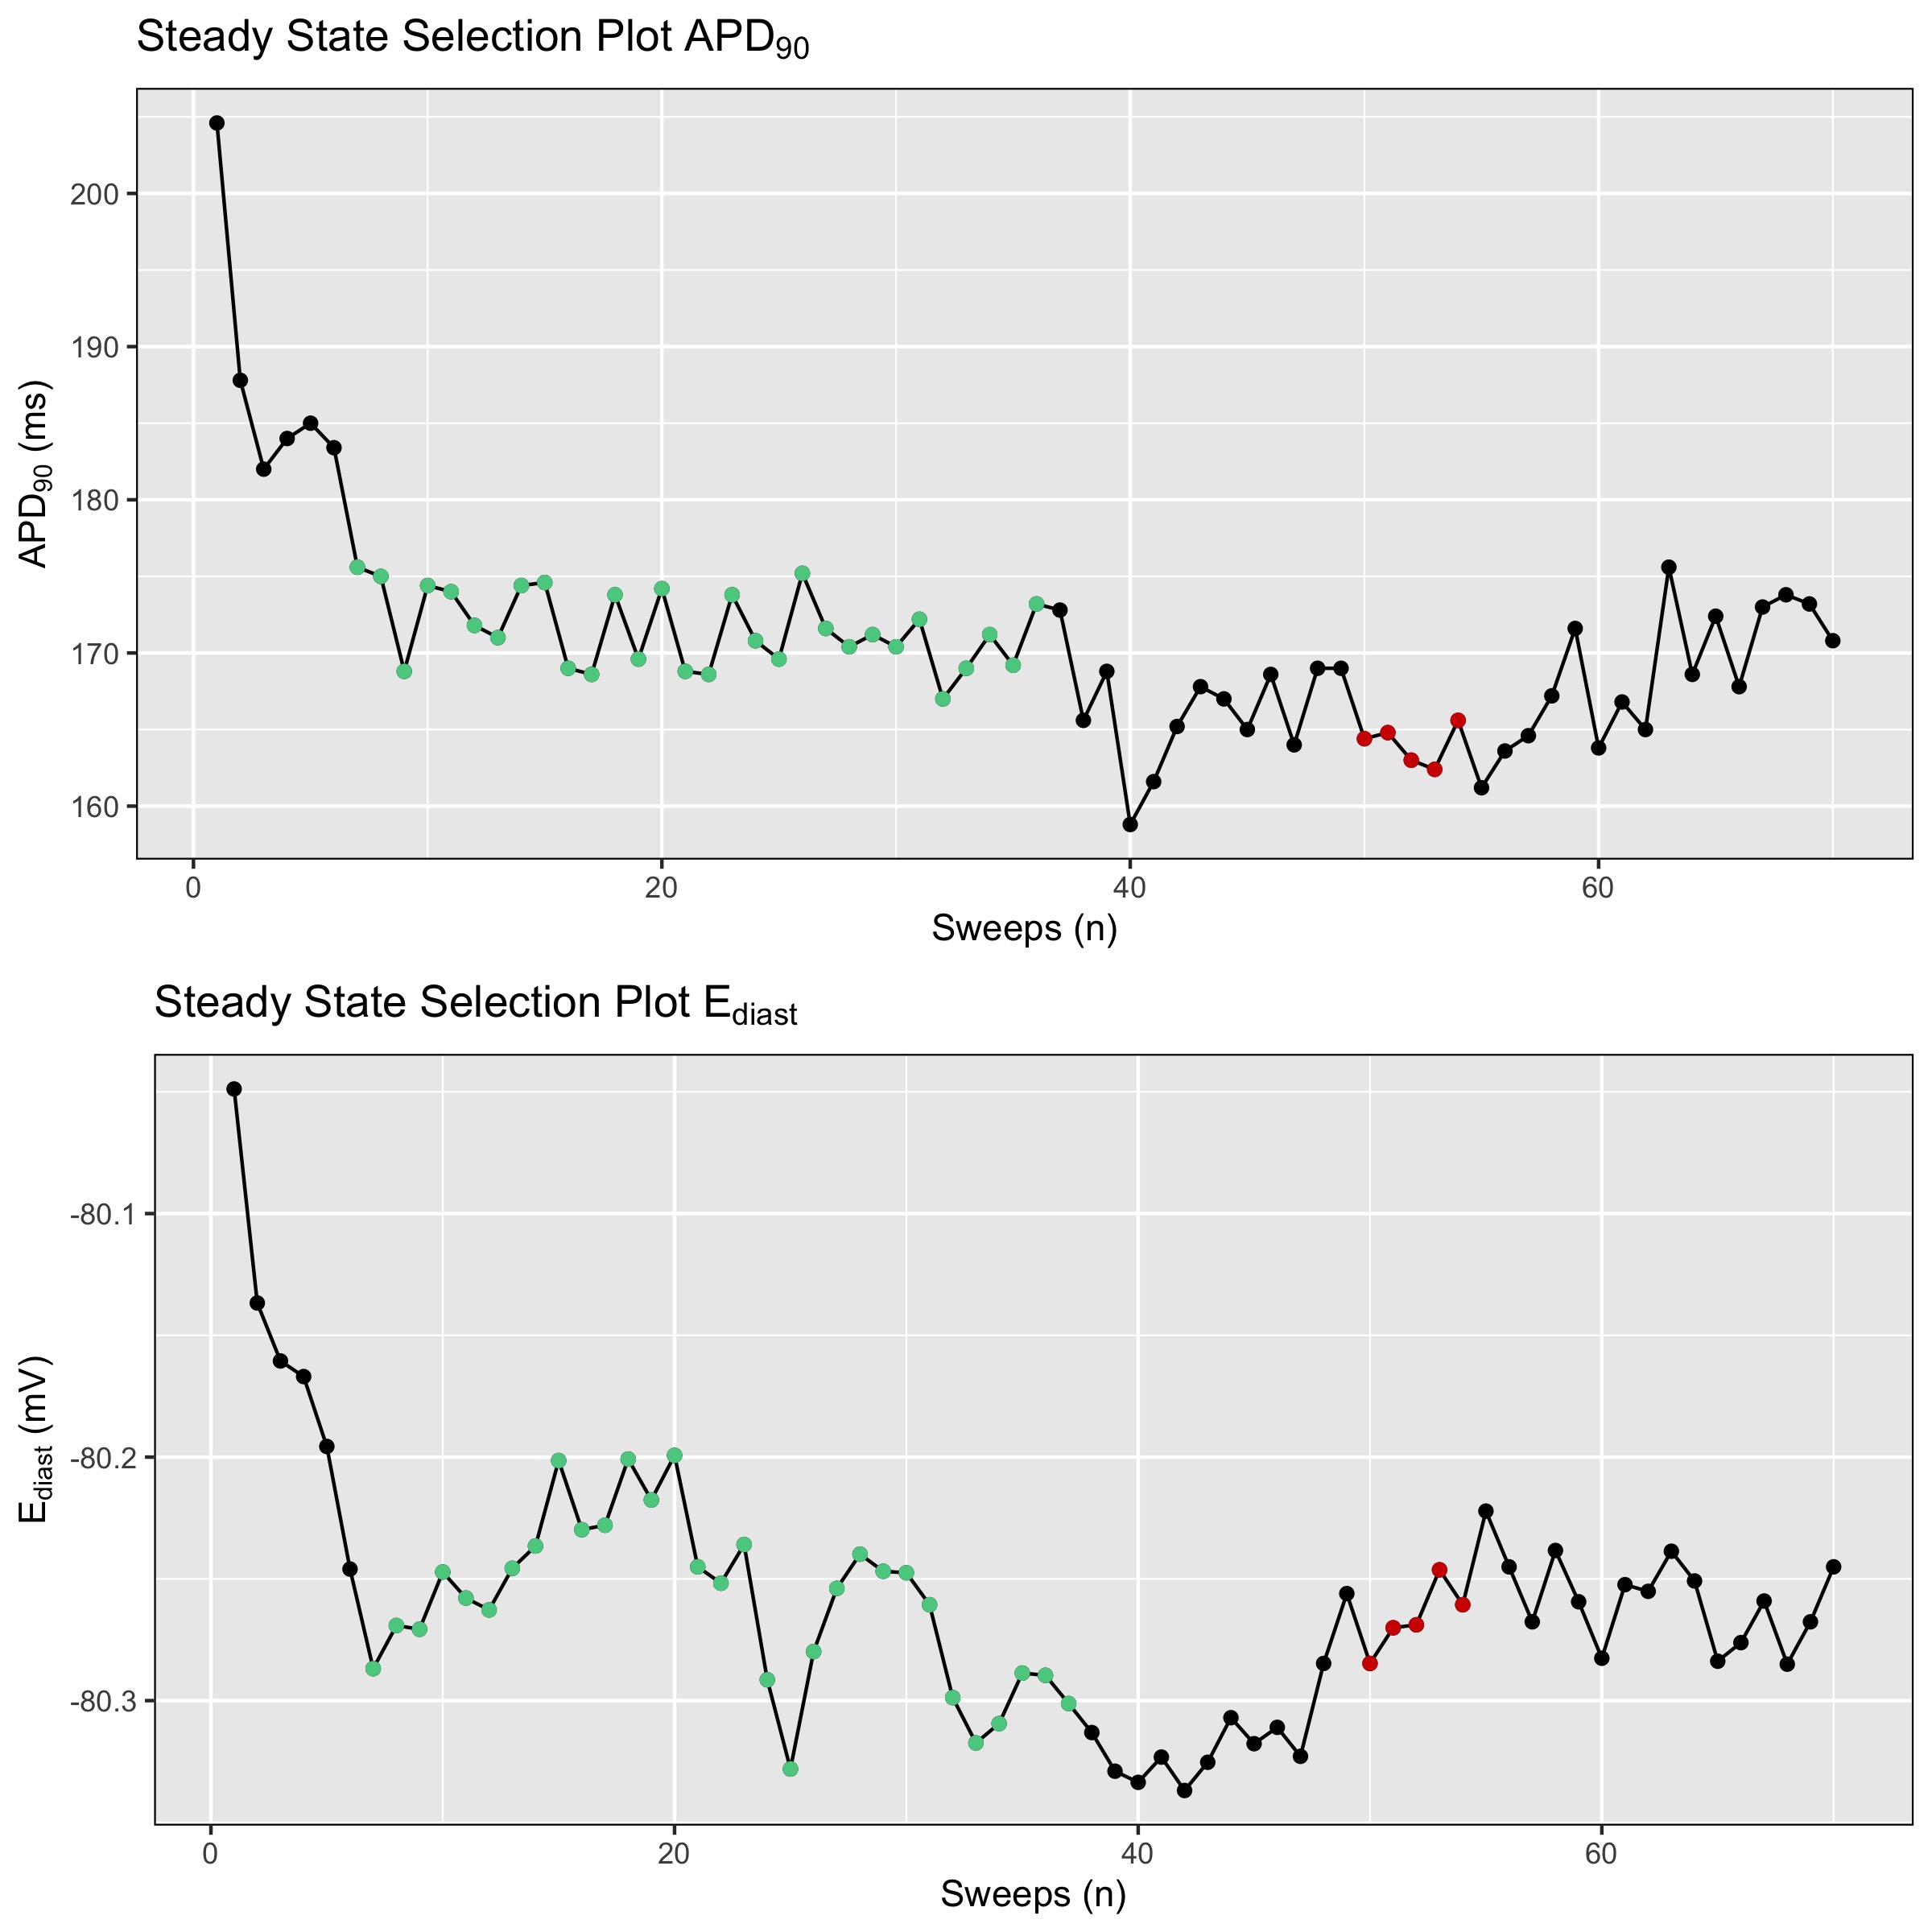 Steady State Selection Plot APD90
200
190
180
170
160
APD90 (ms)
0 20 40 60
Sweeps (n)
Steady State Selection Plot Ediast
-80.1
-80.2
-80.3
Ediast (mV)
0 20 40 60
Sweeps (n)